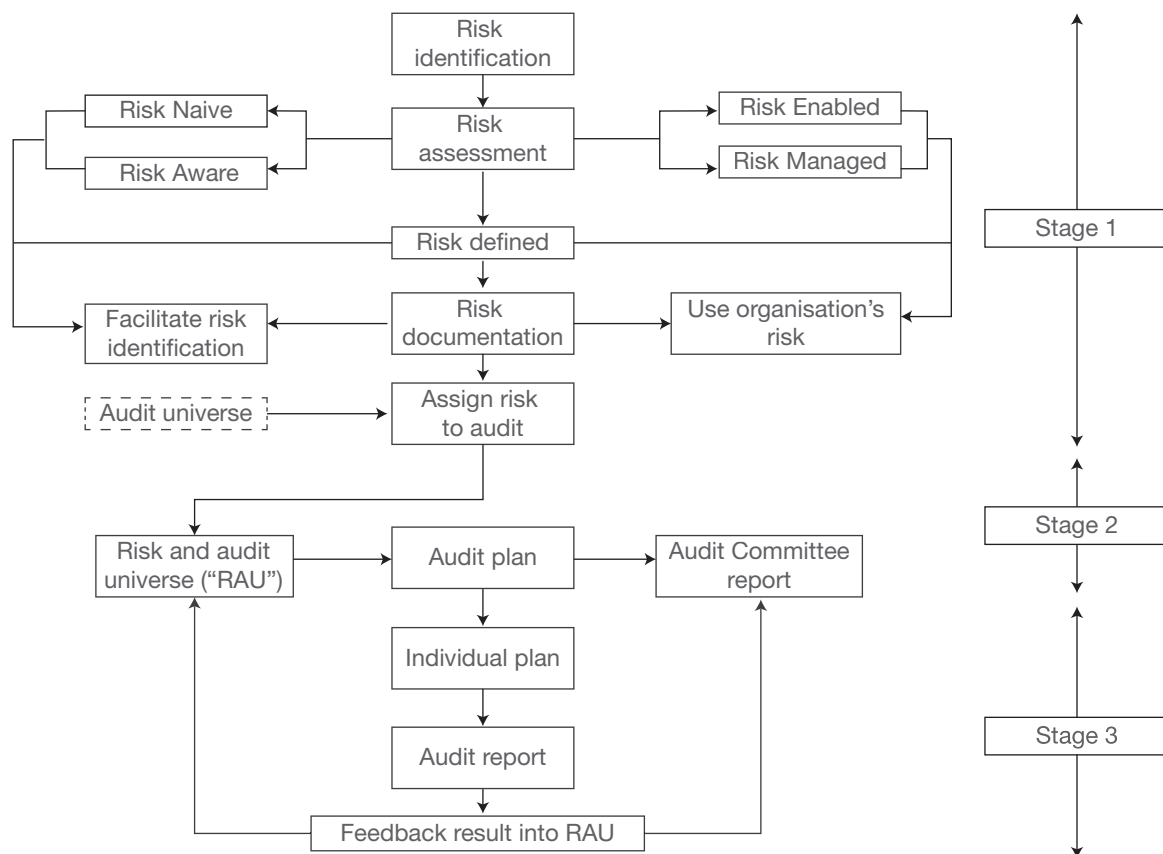 Risk
identification
Risk Naive
Risk Aware
Risk
assessment
Risk Enabled
Risk Managed
Stage 1
Risk defined
Facilitate risk
identification
Risk
documentation
Use organisation’s
risk
Audit universe
Assign risk
to audit
Stage 2
Risk and audit
universe (“RAU”)
Audit plan
Audit Committee
report
Individual plan
Stage 3
Audit report
Feedback result into RAU